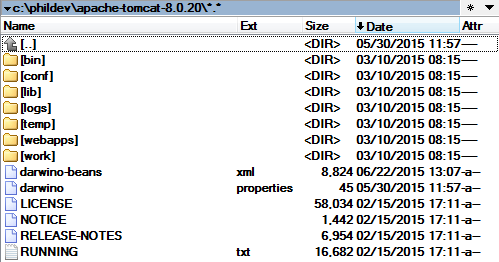 c:\phildev\apache-tomcat-8.0.20\*.* * 
Name Ext Size Date Attr
[..] <DIR> 05/30/2015 11:57 —
[bin] <DIR> 03/10/2015 08:15 —
[conf] <DIR> 03/10/2015 08:15 —
[lib] <DIR> 03/10/2015 08:15 —
[logs] <DIR> 03/10/2015 08:15 —
[temp] <DIR> 03/10/2015 08:15 —
[webapps] <DIR> 03/10/2015 08:15 —
[work] <DIR> 03/10/2015 08:15 —
darwino-beans xml 8,824 06/22/2015 13:07 -a--
darwino properties 45 05/30/2015 11:57 -a--
LICENSE 58,034 02/15/2015 17:11 -a--
NOTICE 1,442 02/15/2015 17:11 -a--
RELEASE-NOTES 6,954 02/15/2015 17:11 -a--
RUNNING txt 16,682 02/15/2015 17:11 -a--